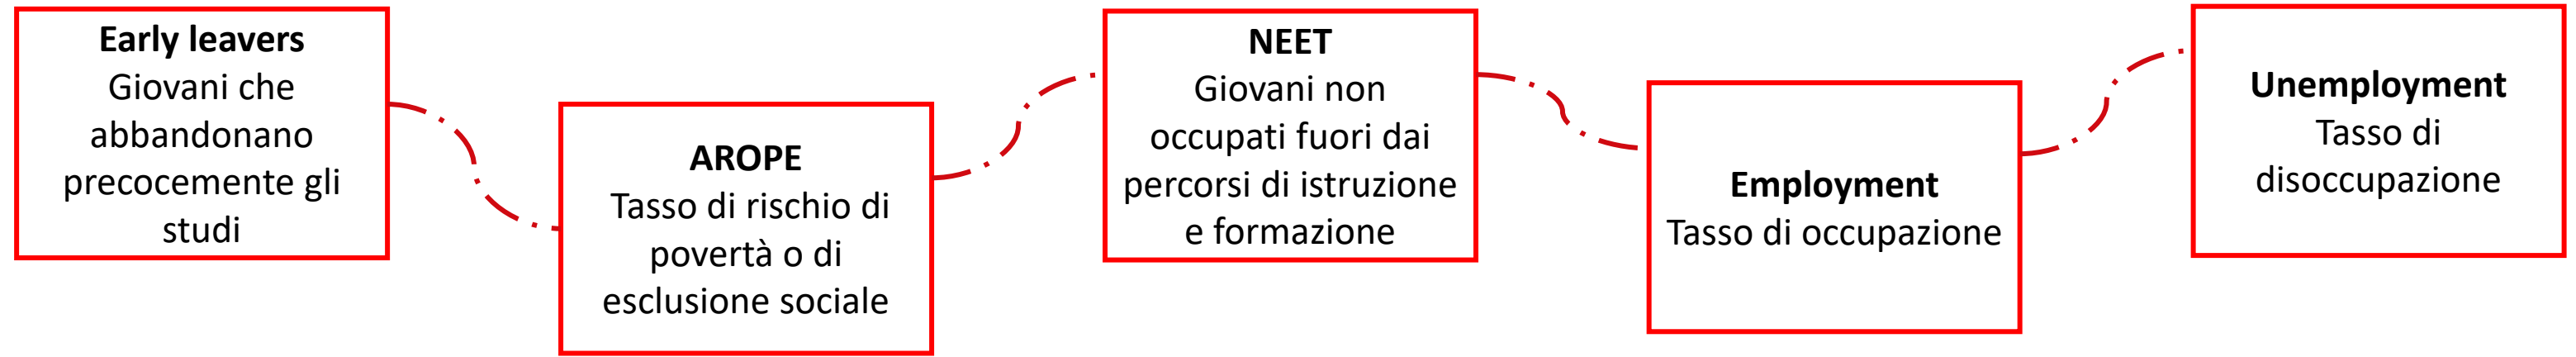 Early leavers
Giovani che
abbandonano
precocemente gli
studi
AROPE
Tasso di rischio di
povertà o di
esclusione sociale
NEET
Giovani non
occupati fuori dai
percorsi di istruzione
e formazione
Employment
Tasso di occupazione
Unemployment
Tasso di
disoccupazione